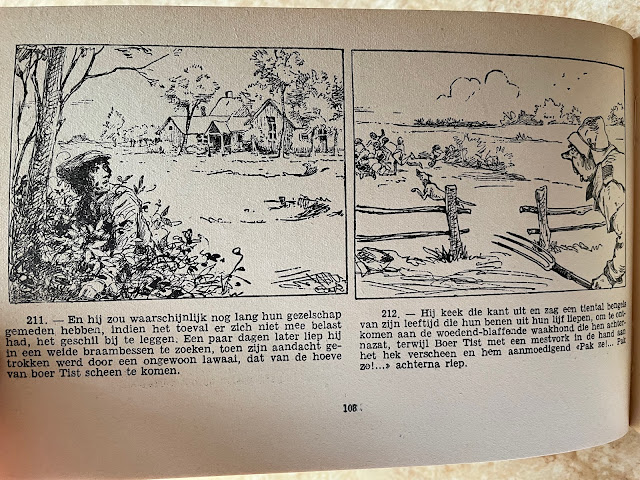 211. — En hij zou waarschijnlijk nog lang hun gezelschap
gemeden hebben, indien het toeval er zich niet mee belast
had, het geschil bij te leggen. Een paar dagen later liep hij
in een weide braambessen te zoeken, toen zijn aandacht ge-
trokken werd door een ongewoon lawaai, dat van de hoeve
van boer Tist scheen te komen.
212. — Hij keek die kant uit en zag een tiental bengels
van zijn leeftijd die hun benen uit hun lijf liepen, om te ont-
komen aan de woedend-blaffende waakhond die hen achter-
nazat, terwijl Boer Tist met een mestvork in de hand aan
het hek verscheen en hem aanmoedigend «Pak ze!... Pak
ze!...» achterna riep.
108